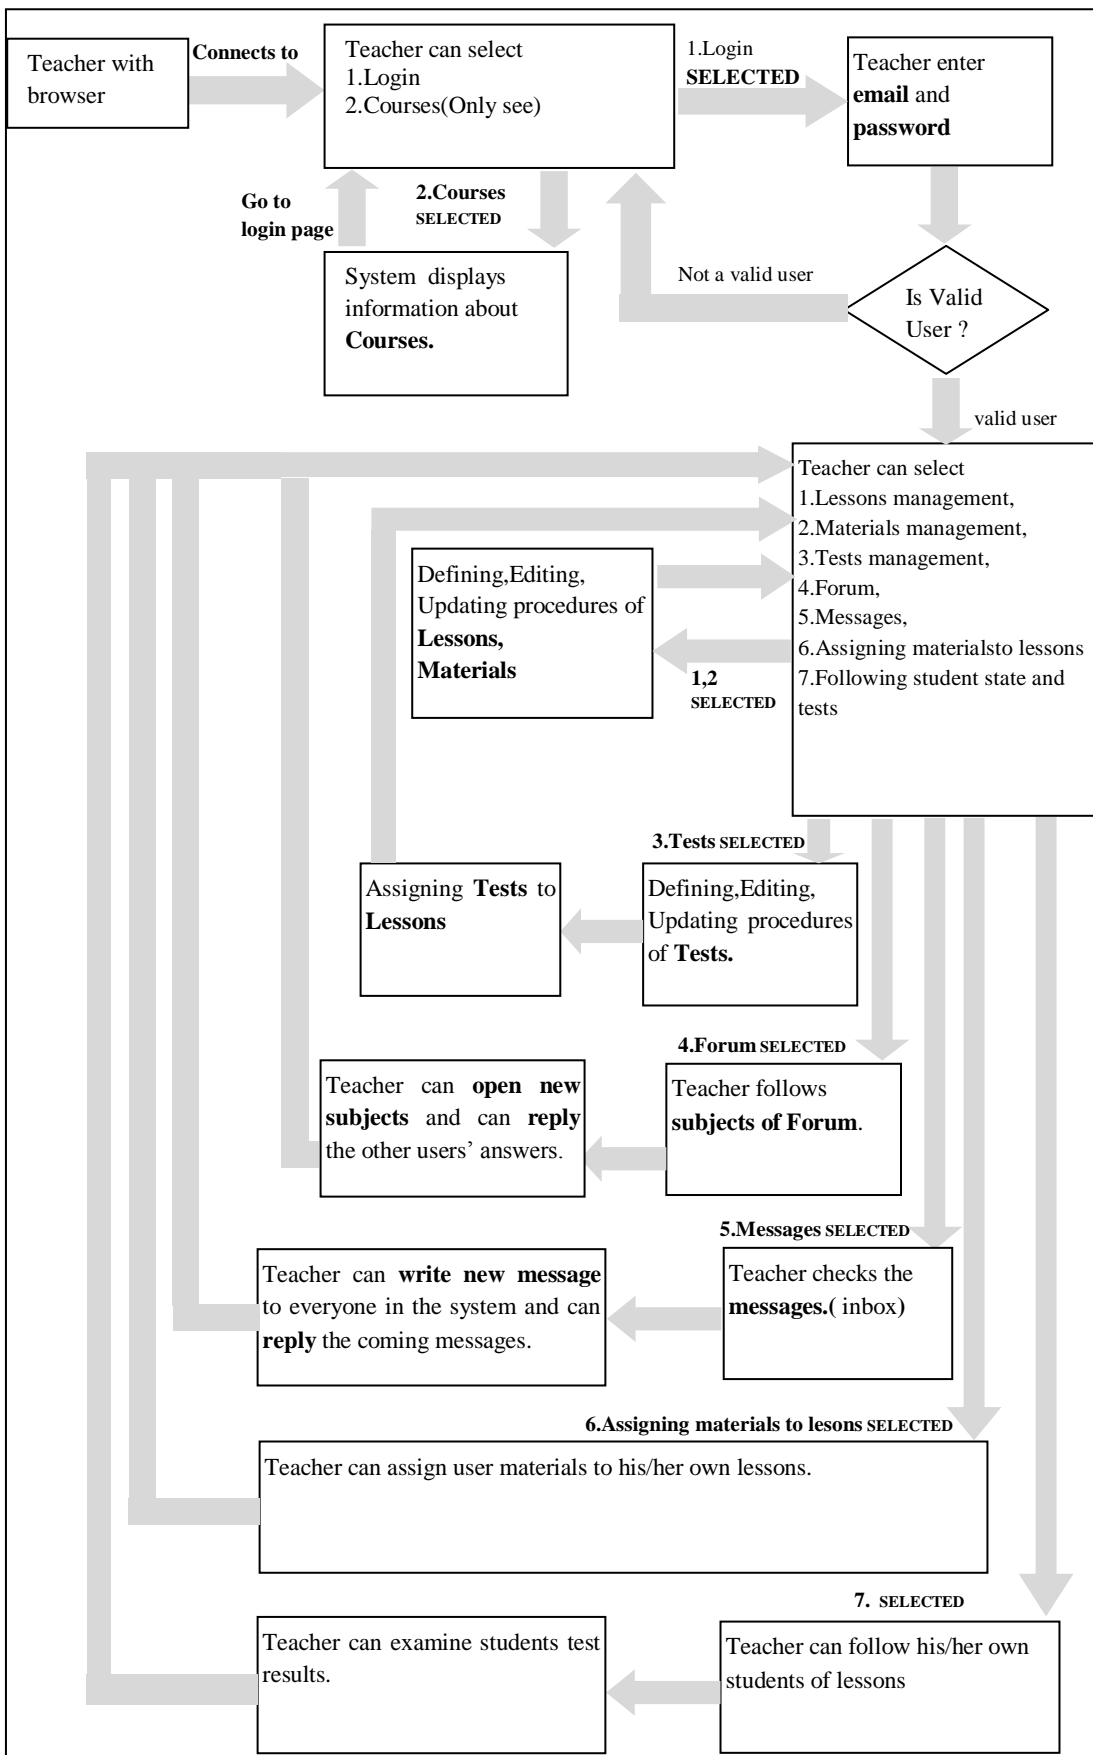 Teacher with
browser
Connects to
Teacher can select
1.Login
2.Courses(Only see)
1.Login
SELECTED
Teacher enter
email and
password
Go to
login page
2.Courses
SELECTED
System displays
information about
Courses.
Not a valid user
Is Valid
User ?
valid user
Teacher can select
1.Lessons management,
2.Materials management,
3.Tests management,
4.Forum,
5.Messages,
6.Assigning materialsto lessons
7.Following student state and
tests
Defining,Editing,
Updating procedures of
Lessons,
Materials
1,2
SELECTED
3.Tests SELECTED
Assigning Tests to
Lessons
Defining,Editing,
Updating procedures
of Tests.
4.Forum SELECTED
Teacher can open new
subjects and can reply
the other users’ answers.
Teacher follows
subjects of Forum.
5.Messages SELECTED
Teacher can write new message
to everyone in the system and can
reply the coming messages.
Teacher checks the
messages.( inbox)
6.Assigning materials to lesons SELECTED
Teacher can assign user materials to his/her own lessons.
7. SELECTED
Teacher can examine students test
results.
Teacher can follow his/her own
students of lessons